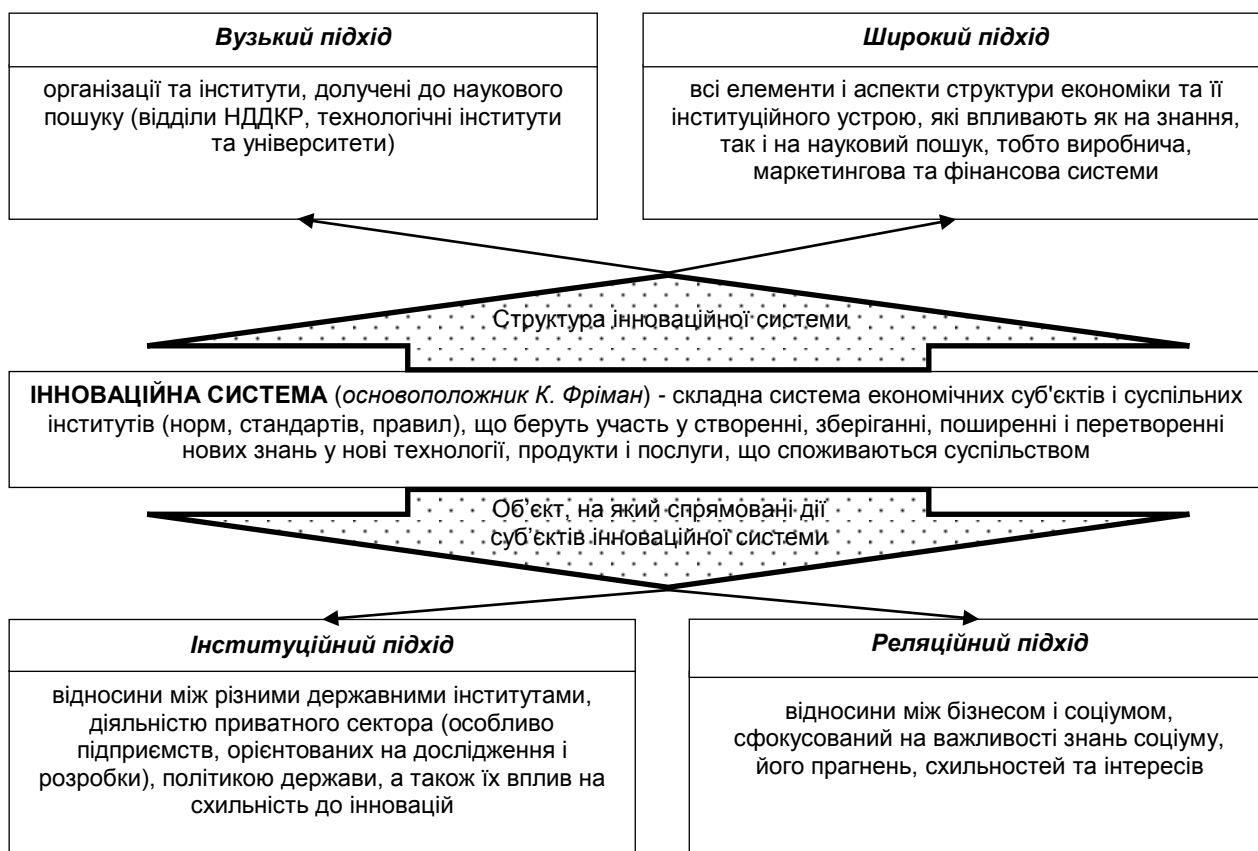 Вузький підхід
організації та інститути, долучені до наукового
пошуку (відділи НДДКР, технологічні інститути
та університети)
Широкий підхід
всі елементи і аспекти структури економіки та її
інституційного устрою, які впливають як на знання,
так і на науковий пошук, тобто виробнича,
маркетингова та фінансова системи
Структура інноваційної системи
ІННОВАЦІЙНА СИСТЕМА (основоположник К. Фріман) - складна система економічних суб'єктів і суспільних
інститутів (норм, стандартів, правил), що беруть участь у створенні, зберіганні, поширенні і перетворенні
нових знань у нові технології, продукти і послуги, що споживаються суспільством
Об’єкт, на який спрямовані дії
суб’єктів інноваційної системи
Інституційний підхід
відносини між різними державними інститутами,
діяльністю приватного сектора (особливо
підприємств, орієнтованих на дослідження і
розробки), політикою держави, а також їх вплив на
схильність до інновацій
Реляційний підхід
відносини між бізнесом і соціумом,
сфокусований на важливості знань соціуму,
його прагнень, схильностей та інтересів